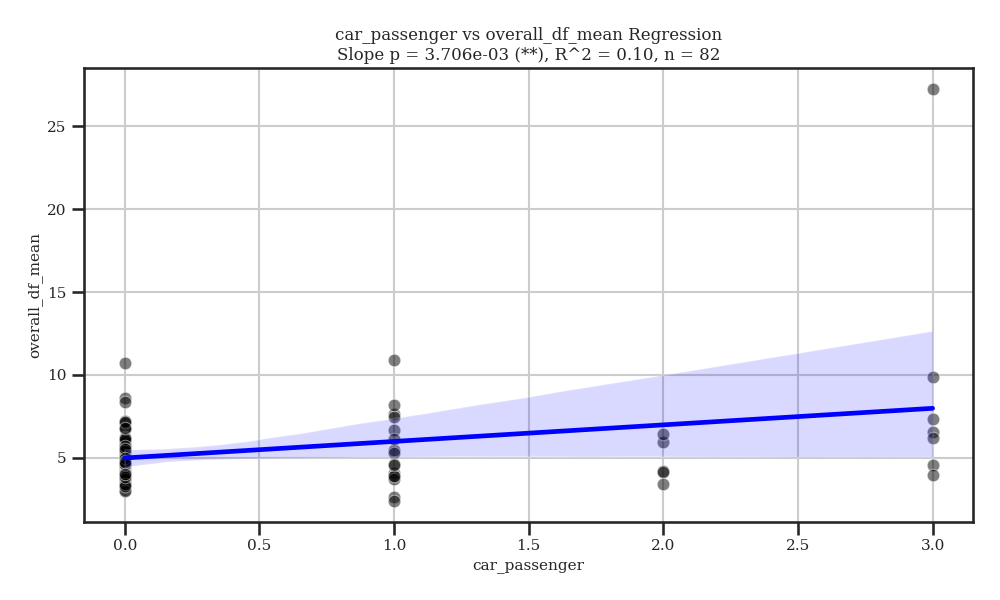 car_passenger vs overall_df_mean Regression
Slope p = 3.706e-03 (**), R^2 = 0.10, n = 82
overall_df_mean
25
20
15
10
5
0.0 0.5 1.0 1.5 2.0 2.5 3.0
car_passenger